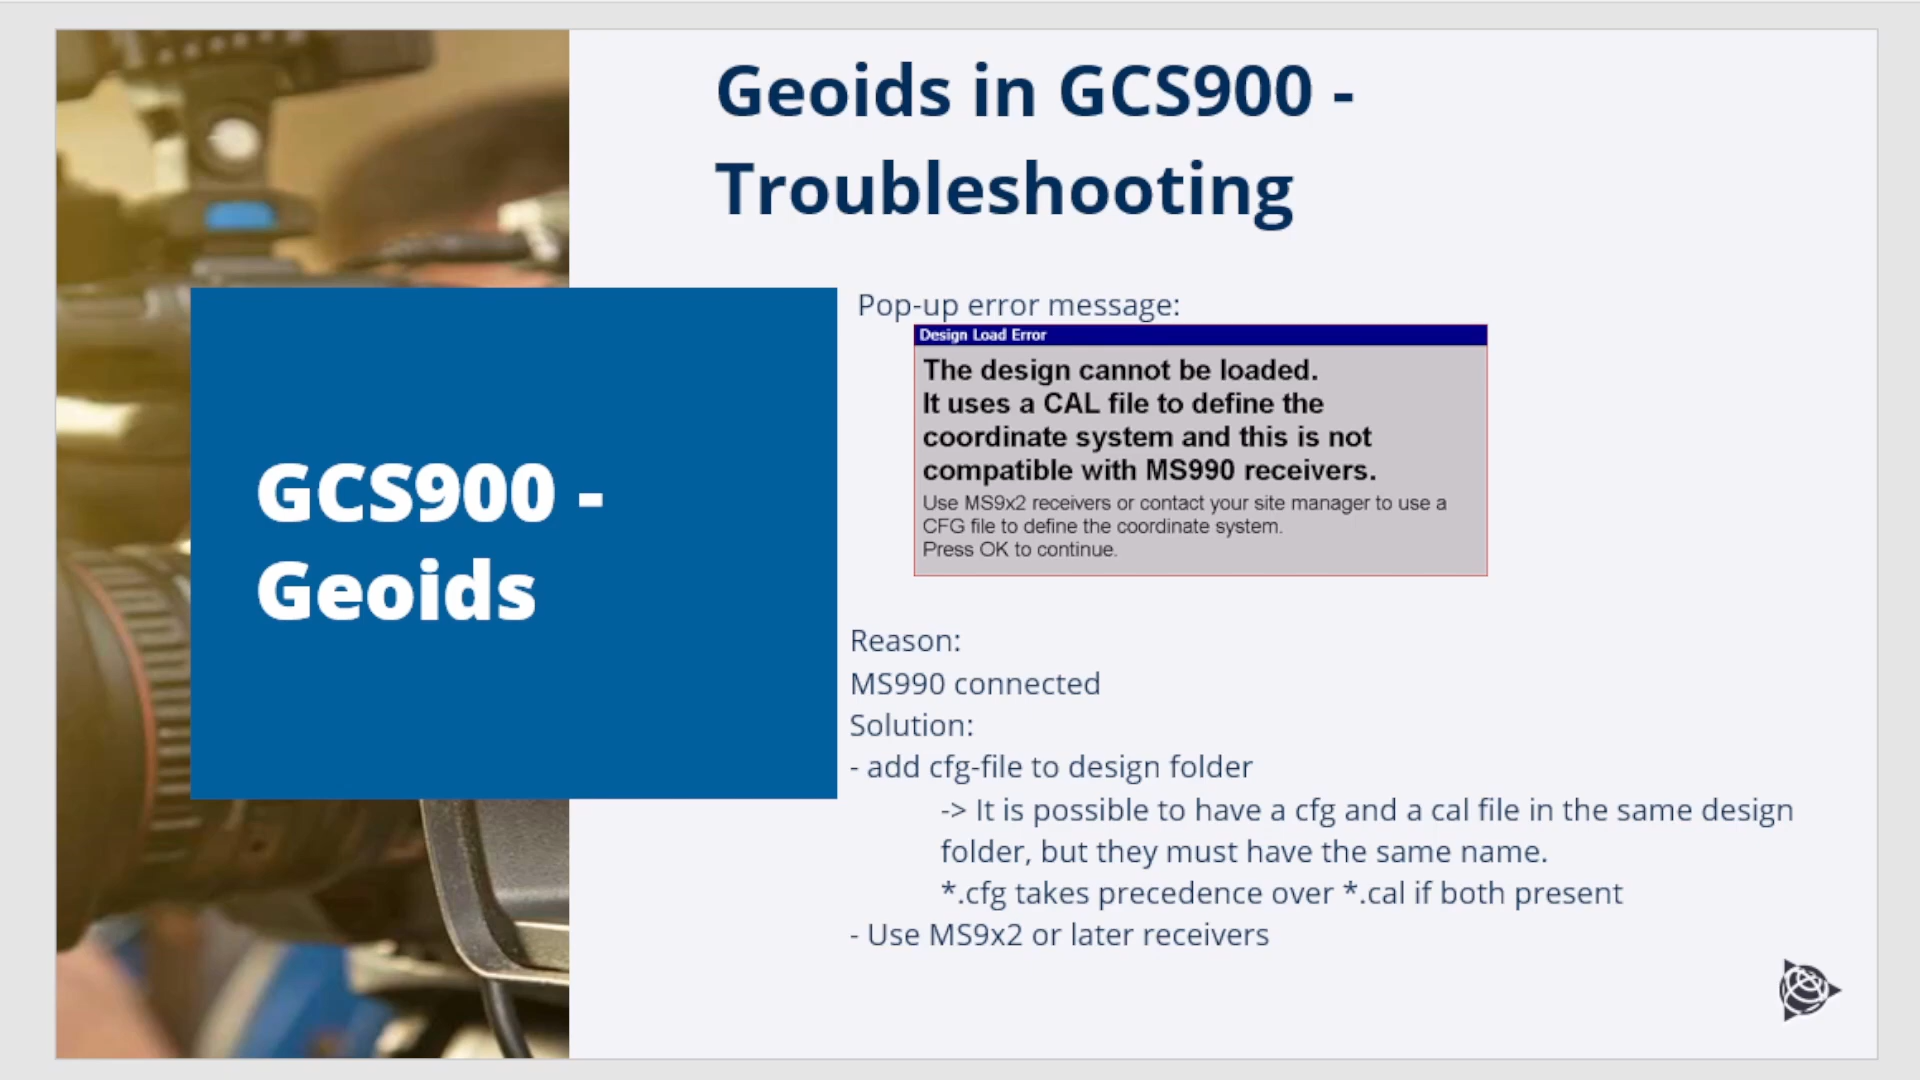 Geoids in GCS900 -
Troubleshooting
GCS900 -
Geoids
Pop-up error message:
Design Load Error
The design cannot be loaded.
It uses a CAL file to define the
coordinate system and this is not
compatible with MS990 receivers.
Use MS9x2 receivers or contact your site manager to use a
CFG file to define the coordinate system.
Press OK to continue.
Reason:
MS990 connected
Solution:
- add cfg-file to design folder
-> It is possible to have a cfg and a cal file in the same design
folder, but they must have the same name.
*.cfg takes precedence over *.cal if both present
- Use MS9x2 or later receivers